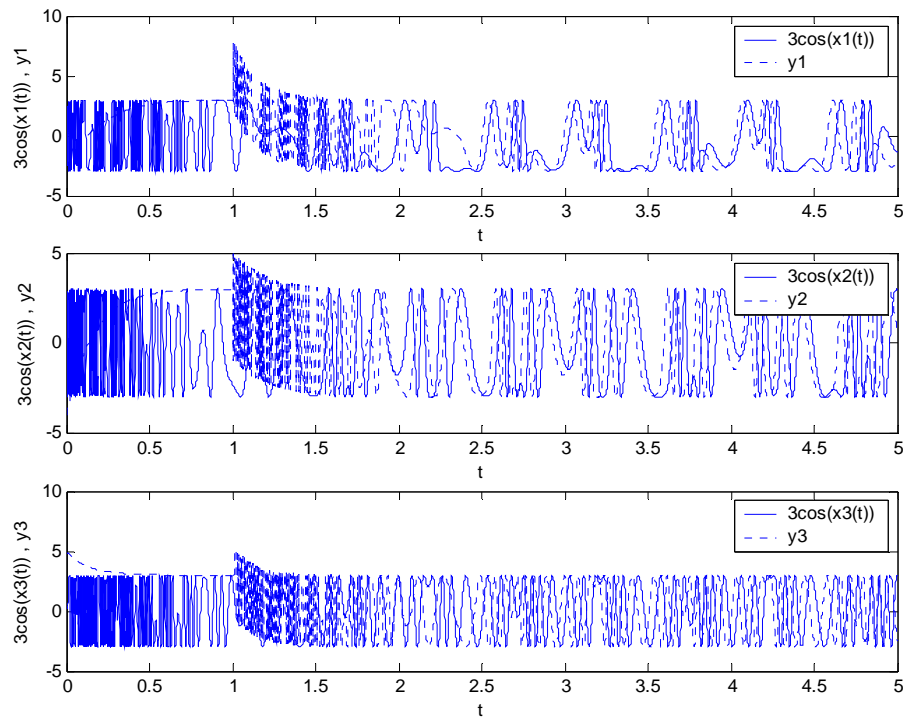 10
5
0
-5
3cos(x1(t)) , y1
3cos(x1(t))
y1
0 0.5 1 1.5 2 2.5 3 3.5 4 4.5 5
t
5
0
-5
3cos(x2(t)) , y2
3cos(x2(t))
y2
0 0.5 1 1.5 2 2.5 3 3.5 4 4.5 5
t
10
5
0
-5
3cos(x3(t)) , y3
3cos(x3(t))
y3
0 0.5 1 1.5 2 2.5 3 3.5 4 4.5 5
t